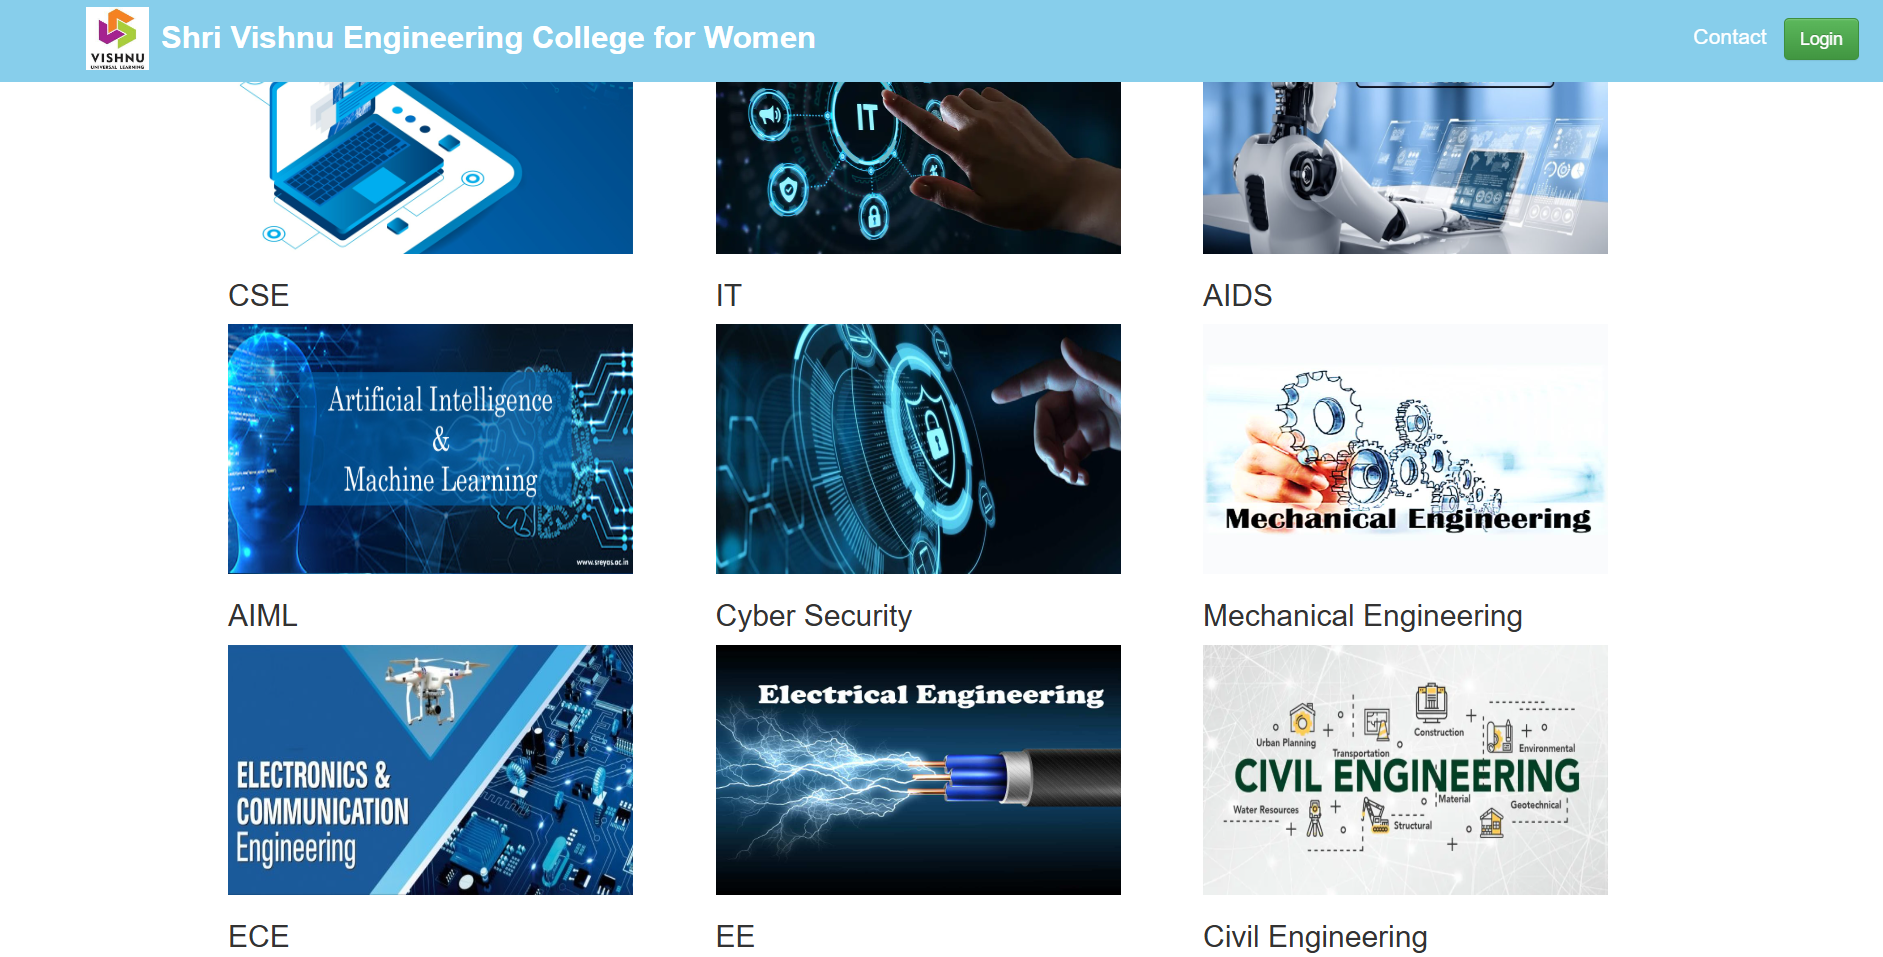 VISHNU
UNIVERSAL LEARNING
Shri Vishnu Engineering College for Women
Contact
Login
IT
CSE
IT
AIDS
Artificial Intelligence
&
Machine Learning
www.sreyas.ac.in
Mechanical Engineering
AIML
Cyber Security
Mechanical Engineering
ELECTRONICS &
COMMUNICATION
Engineering
Electrical Engineering
Urban Planning
Transportation
Construction
Environmental
CIVIL ENGINEERING
Water Resources
Structural
Material
Geotechnical
ECE
EE
Civil Engineering